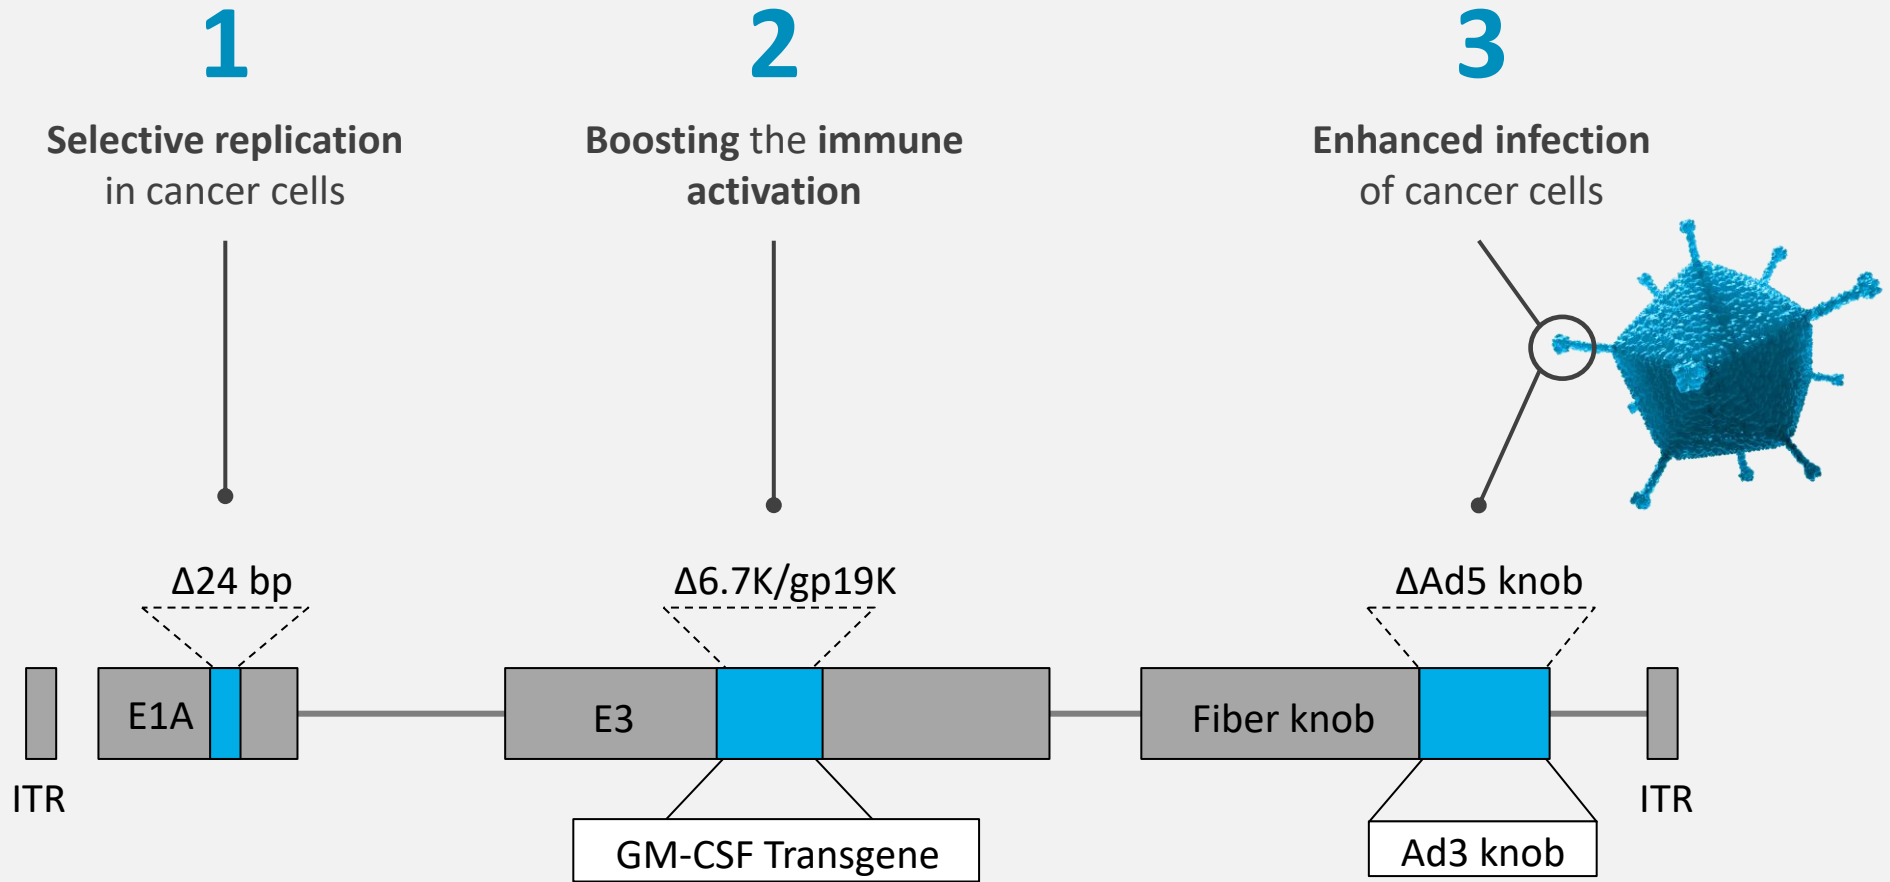 1
Selective replication
in cancer cells
2
Boosting the immune
activation
3
Enhanced infection
of cancer cells
Δ24 bp
Δ6.7K/gp19K
ΔAd5 knob
E1A
E3
Fiber knob
ITR
ITR
GM-CSF Transgene
Ad3 knob